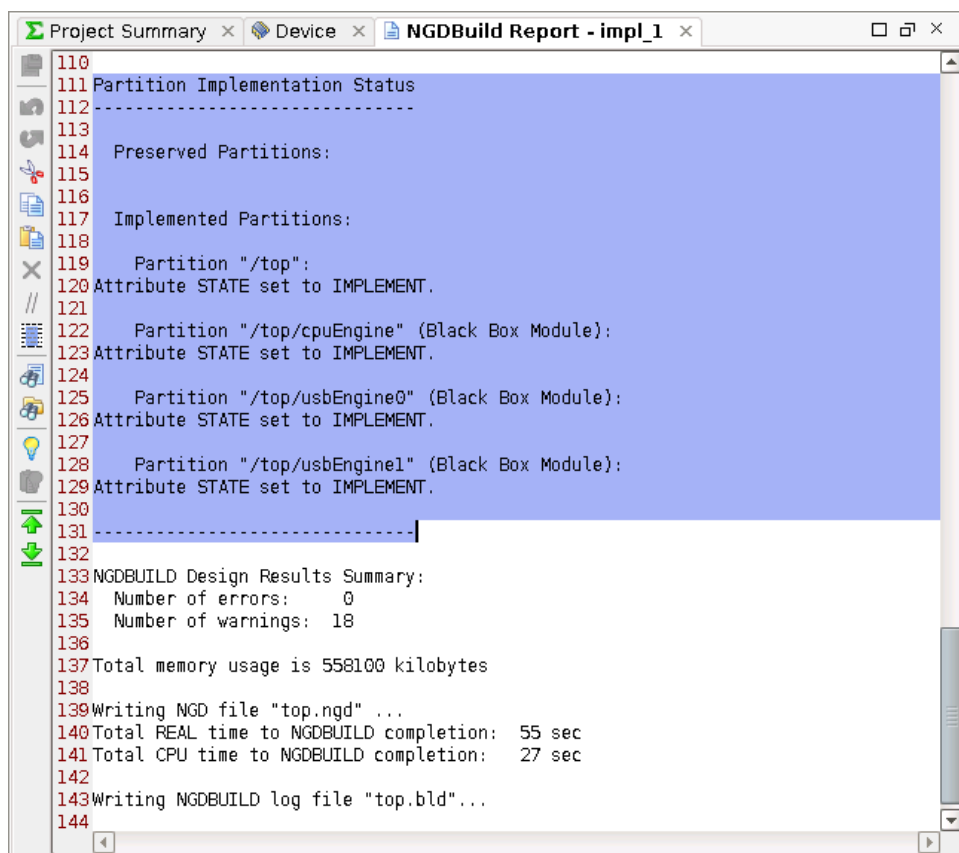 Project Summary × Device × NGDBuild Report - impl_1 ×
110
111 Partition Implementation Status
112 -------------------------------
113
114   Preserved Partitions:
115
116
117   Implemented Partitions:
118
119     Partition "/top":
120 Attribute STATE set to IMPLEMENT.
121
122     Partition "/top/cpuEngine" (Black Box Module):
123 Attribute STATE set to IMPLEMENT.
124
125     Partition "/top/usbEngine0" (Black Box Module):
126 Attribute STATE set to IMPLEMENT.
127
128     Partition "/top/usbEngine1" (Black Box Module):
129 Attribute STATE set to IMPLEMENT.
130
131 -------------------------------
132
133 NGDBUILD Design Results Summary:
134   Number of errors:     0
135   Number of warnings:  18
136
137 Total memory usage is 558100 kilobytes
138
139 Writing NGD file "top.ngd" ...
140 Total REAL time to NGDBUILD completion:  55 sec
141 Total CPU time to NGDBUILD completion:   27 sec
142
143 Writing NGDBUILD log file "top.bld"...
144